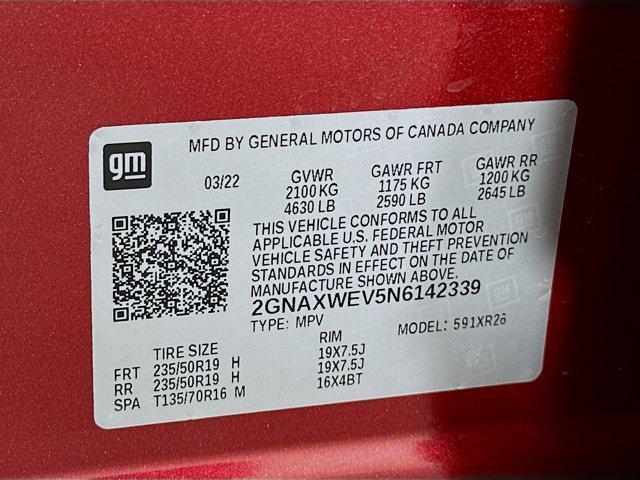 gm
MFD BY GENERAL MOTORS OF CANADA COMPANY
03/22
GVWR
2100 KG
4630 LB
GAWR FRT
1175 KG
2590 LB
GAWR RR
1200 KG
2645 LB
THIS VEHICLE CONFORMS TO ALL
APPLICABLE U.S. FEDERAL MOTOR
VEHICLE SAFETY AND THEFT PREVENTION
STANDARDS IN EFFECT ON THE DATE OF
MANUFACTURE SHOWN ABOVE.
2GNAXWEV5N6142339
TYPE: MPV MODEL: 591XR26
TIRE SIZE RIM
FRT 235/50R19 H 19X7.5J
RR 235/50R19 H 19X7.5J
SPA T135/70R16 M 16X4BT